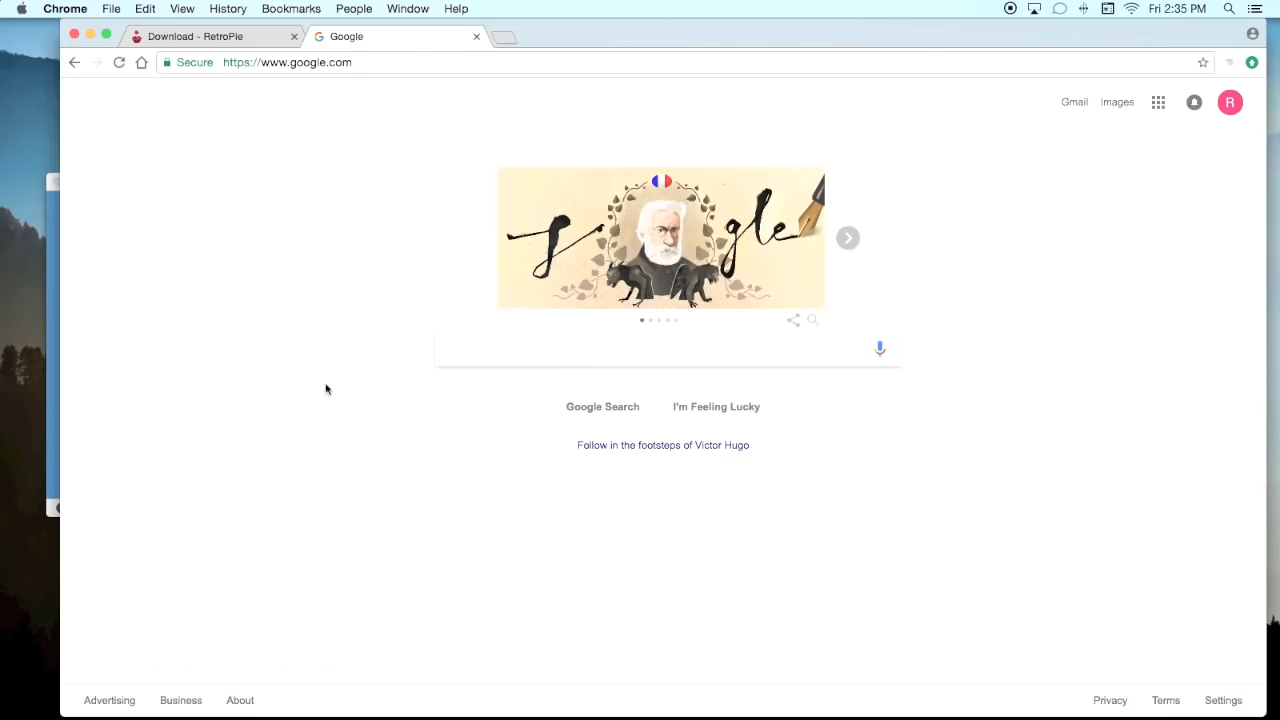 Chrome File Edit View History Bookmarks People Window Help Fri 2:35 PM
Download - RetroPie Google
Secure https://www.google.com
Gmail Images R
gle
Google Search I'm Feeling Lucky
Follow in the footsteps of Victor Hugo
Advertising Business About Privacy Terms Settings